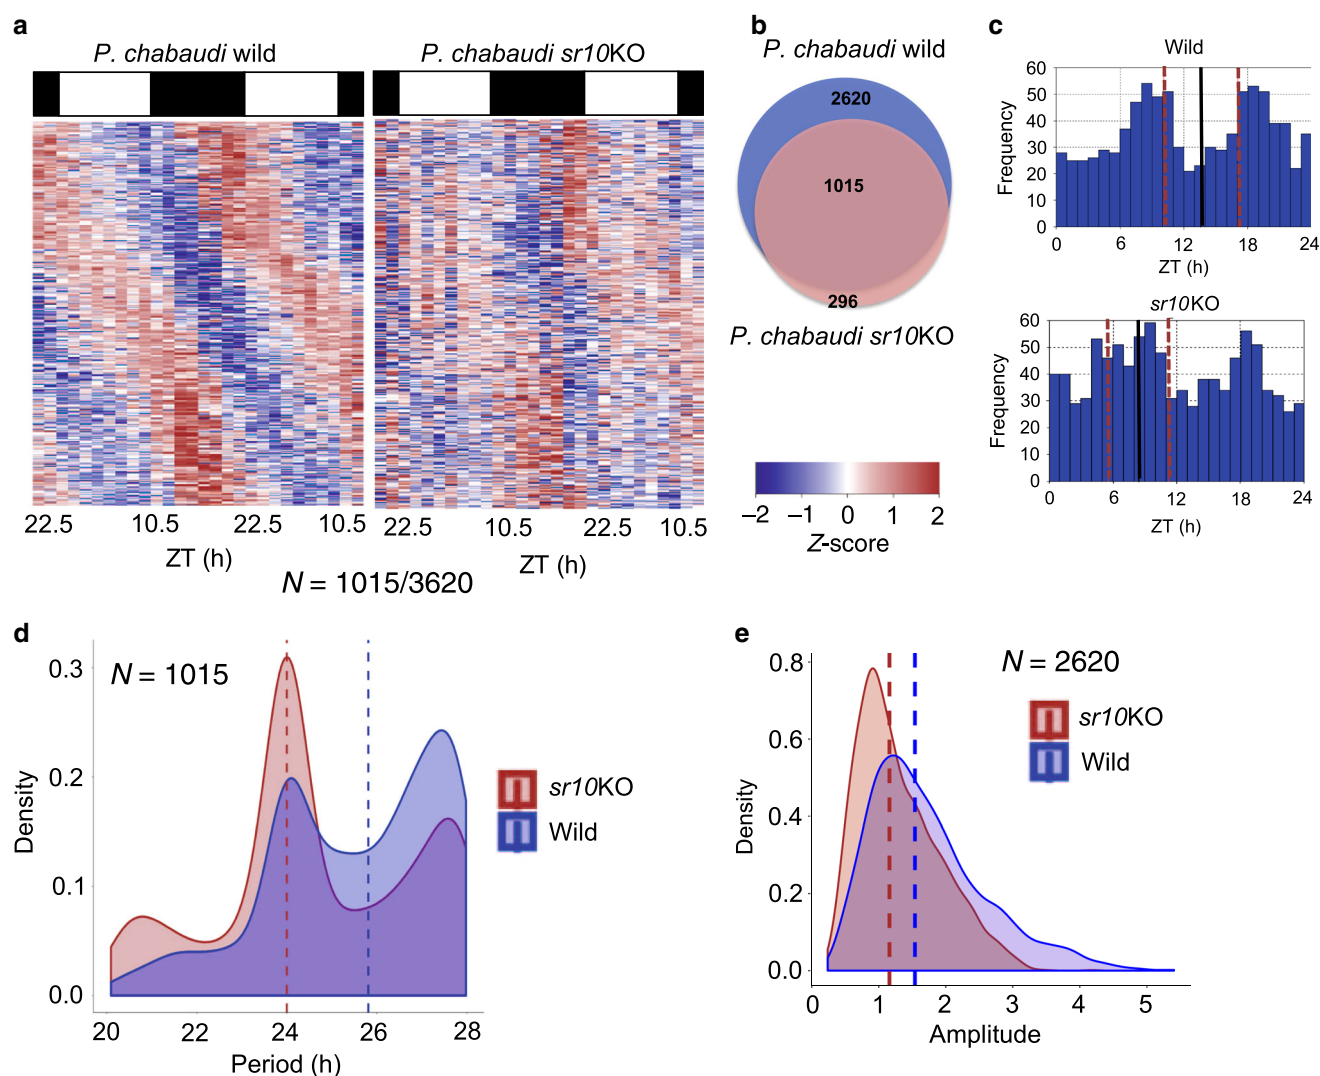 a
P. chabaudi wild
P. chabaudi sr10KO
22.5 10.5 22.5 10.5
22.5 10.5 22.5 10.5
ZT (h)
ZT (h)
N = 1015/3620
b
P. chabaudi wild
2620
1015
296
P. chabaudi sr10KO
−2 −1 0 1 2
Z-score
c
Wild
60
50
40
30
20
10
0
Frequency
0 6 12 18 24
ZT (h)
sr10KO
60
50
40
30
20
10
0
Frequency
0 6 12 18 24
ZT (h)
d
N = 1015
0.3
0.2
0.1
0.0
Density
20 22 24 26 28
Period (h)
sr10KO
Wild
e
N = 2620
0.8
0.6
0.4
0.2
0.0
Density
0 1 2 3 4 5
Amplitude
sr10KO
Wild